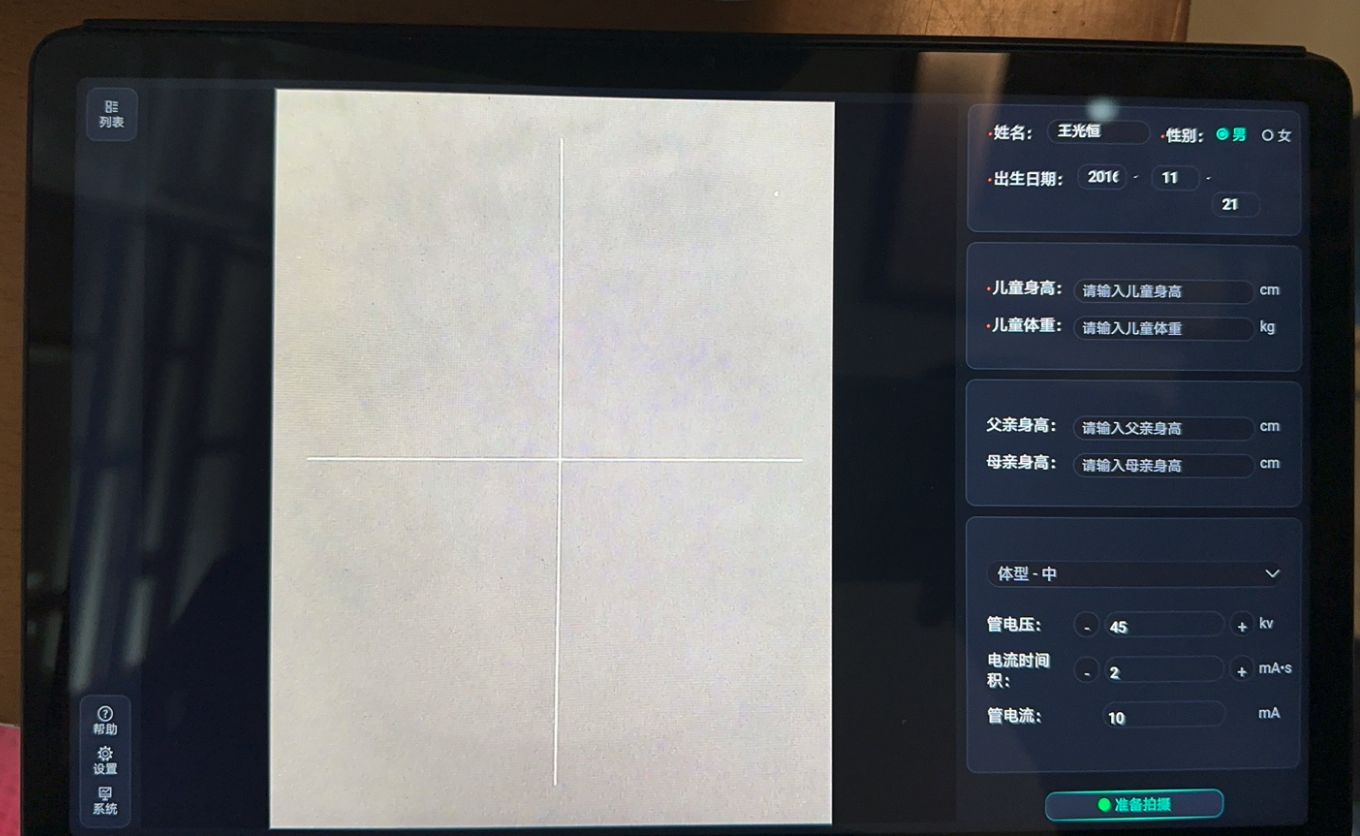 列表
·姓名: 王光恒 ·性别: 男 女
·出生日期: 2016 - 11 -
21
·儿童身高: 请输入儿童身高 cm
·儿童体重: 请输入儿童体重 kg
父亲身高: 请输入父亲身高 cm
母亲身高: 请输入母亲身高 cm
体型 - 中
管电压: - 45 + kv
电流时间
积: - 2 + mA·s
管电流: 10 mA
准备拍摄
? 帮助
设置
系统